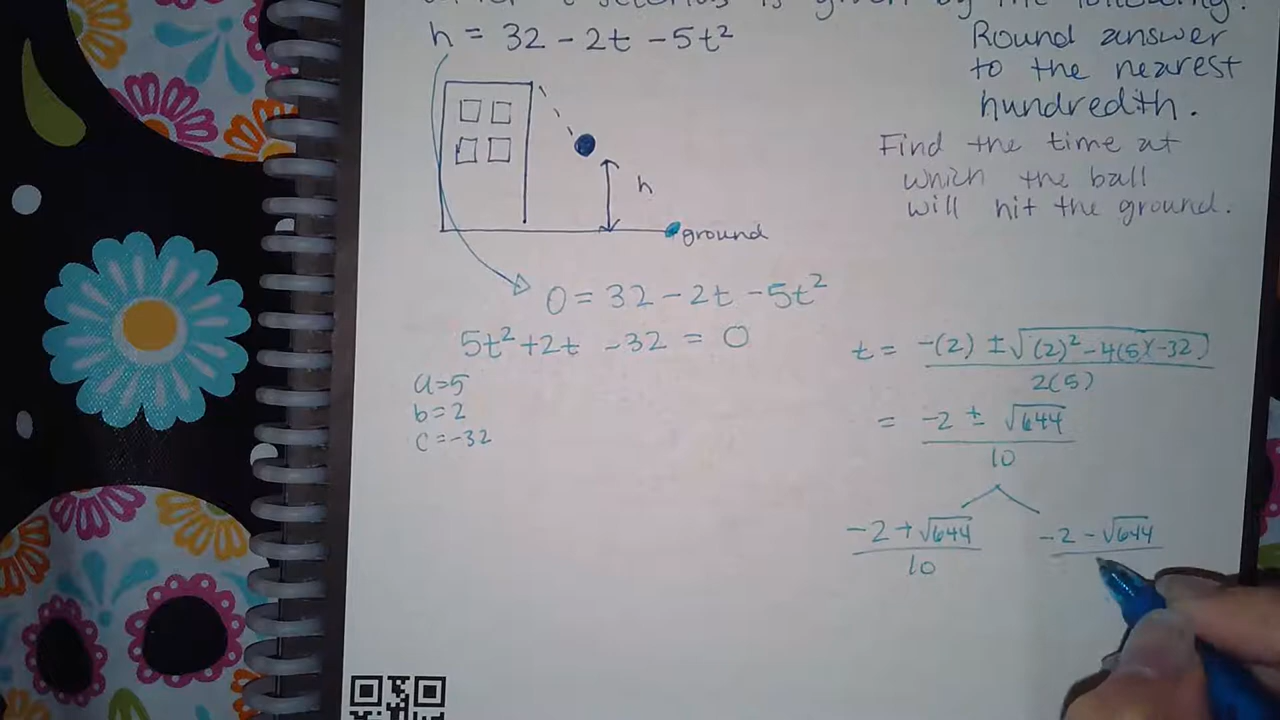 h = 32 - 2t - 5t²
Round answer
to the nearest
hundredith.
Find the time at
which the ball
will hit the ground.
h
ground
0 = 32 - 2t - 5t²
5t² + 2t - 32 = 0
a=5
b=2
c=-32
t = -(2) ± √(2)² - 4(5)(-32)
2(5)
= -2 ± √644
10
-2 + √644
10
-2 - √644